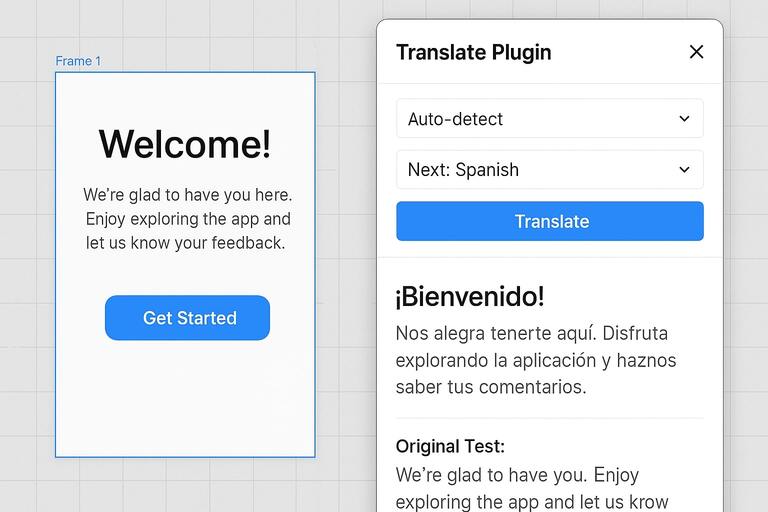 Frame 1
Welcome!
We're glad to have you here.
Enjoy exploring the app and
let us know your feedback.
Get Started
Translate Plugin
Auto-detect
Next: Spanish
Translate
¡Bienvenido!
Nos alegra tenerte aquí. Disfruta
explorando la aplicación y haznos
saber tus comentarios.
Original Test:
We're glad to have you. Enjoy
exploring the app and let us krow